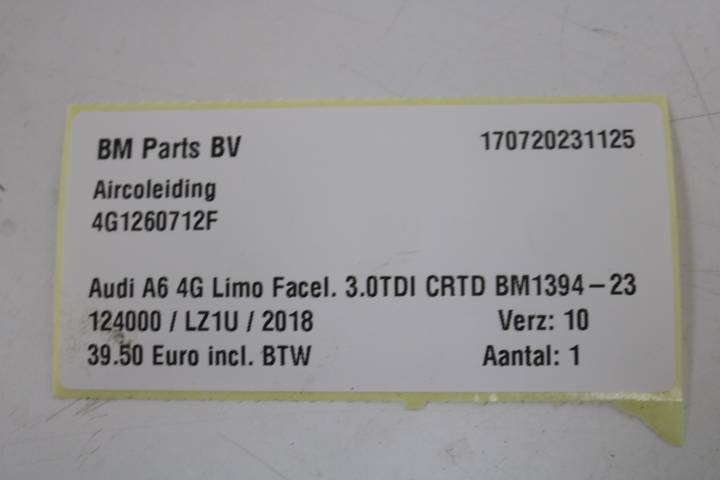 BM Parts BV 170720231125
Aircoleiding
4G1260712F
Audi A6 4G Limo Facel. 3.0TDI CRTD BM1394-23
124000 / LZ1U / 2018 Verz: 10
39.50 Euro incl. BTW Aantal: 1